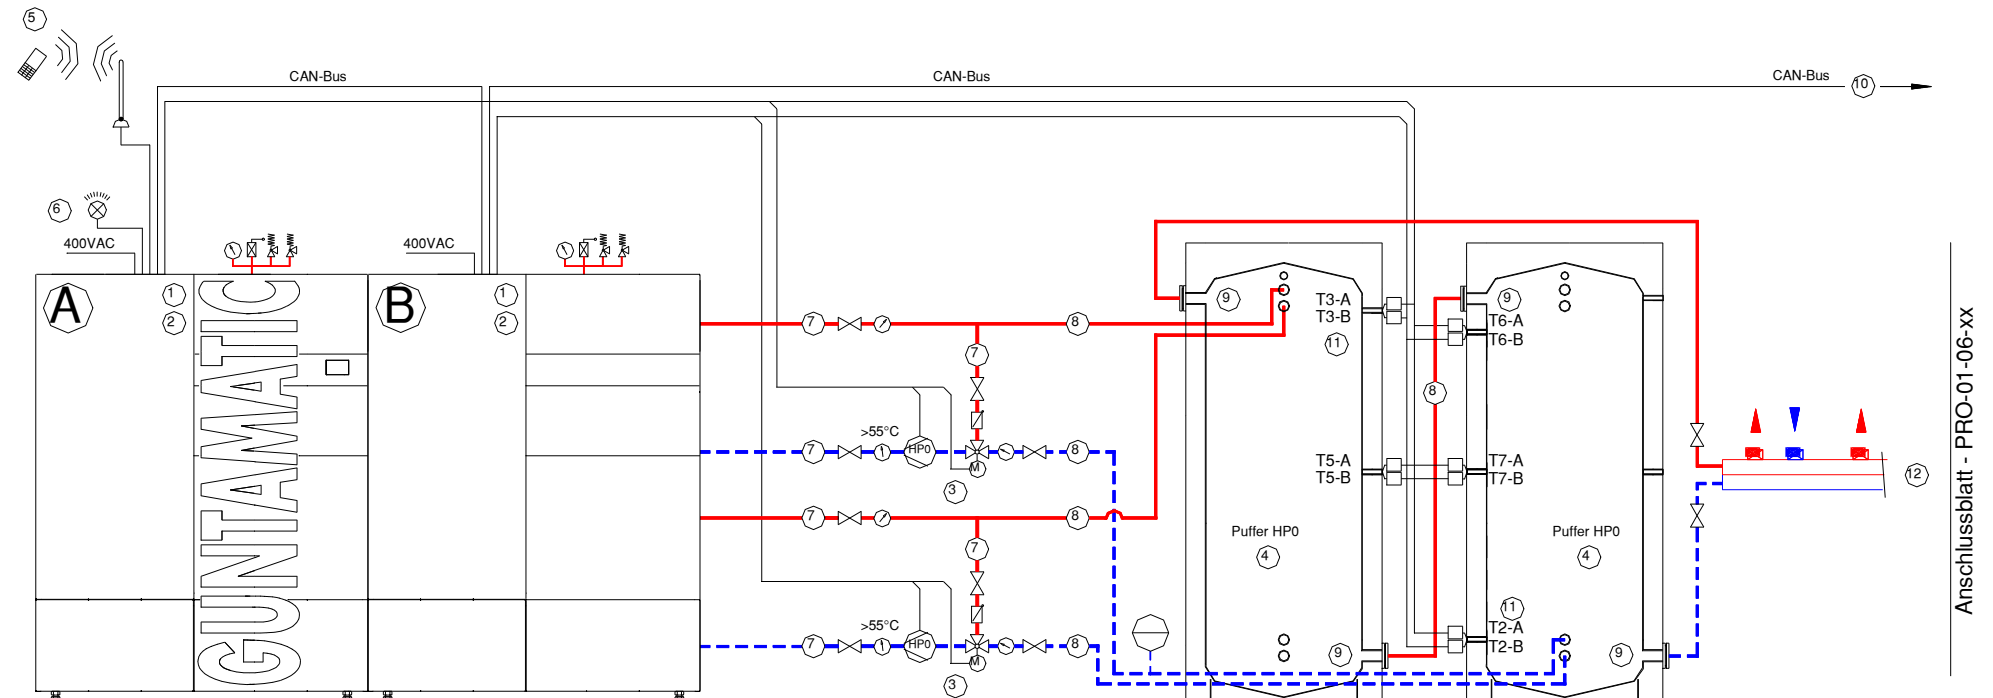 5
CAN-Bus
CAN-Bus
CAN-Bus
10
6
400VAC
400VAC
A
1
2
B
1
2
GUNTAMATIC
7
8
7
>55°C
7
HP0
8
M
3
7
8
7
>55°C
7
HP0
8
M
3
9
T3-A
T3-B
11
8
9
T6-A
T6-B
T5-A
T5-B
T7-A
T7-B
Puffer HP0
4
Puffer HP0
4
11
T2-A
T2-B
9
9
12
Anschlussblatt - PRO-01-06-xx